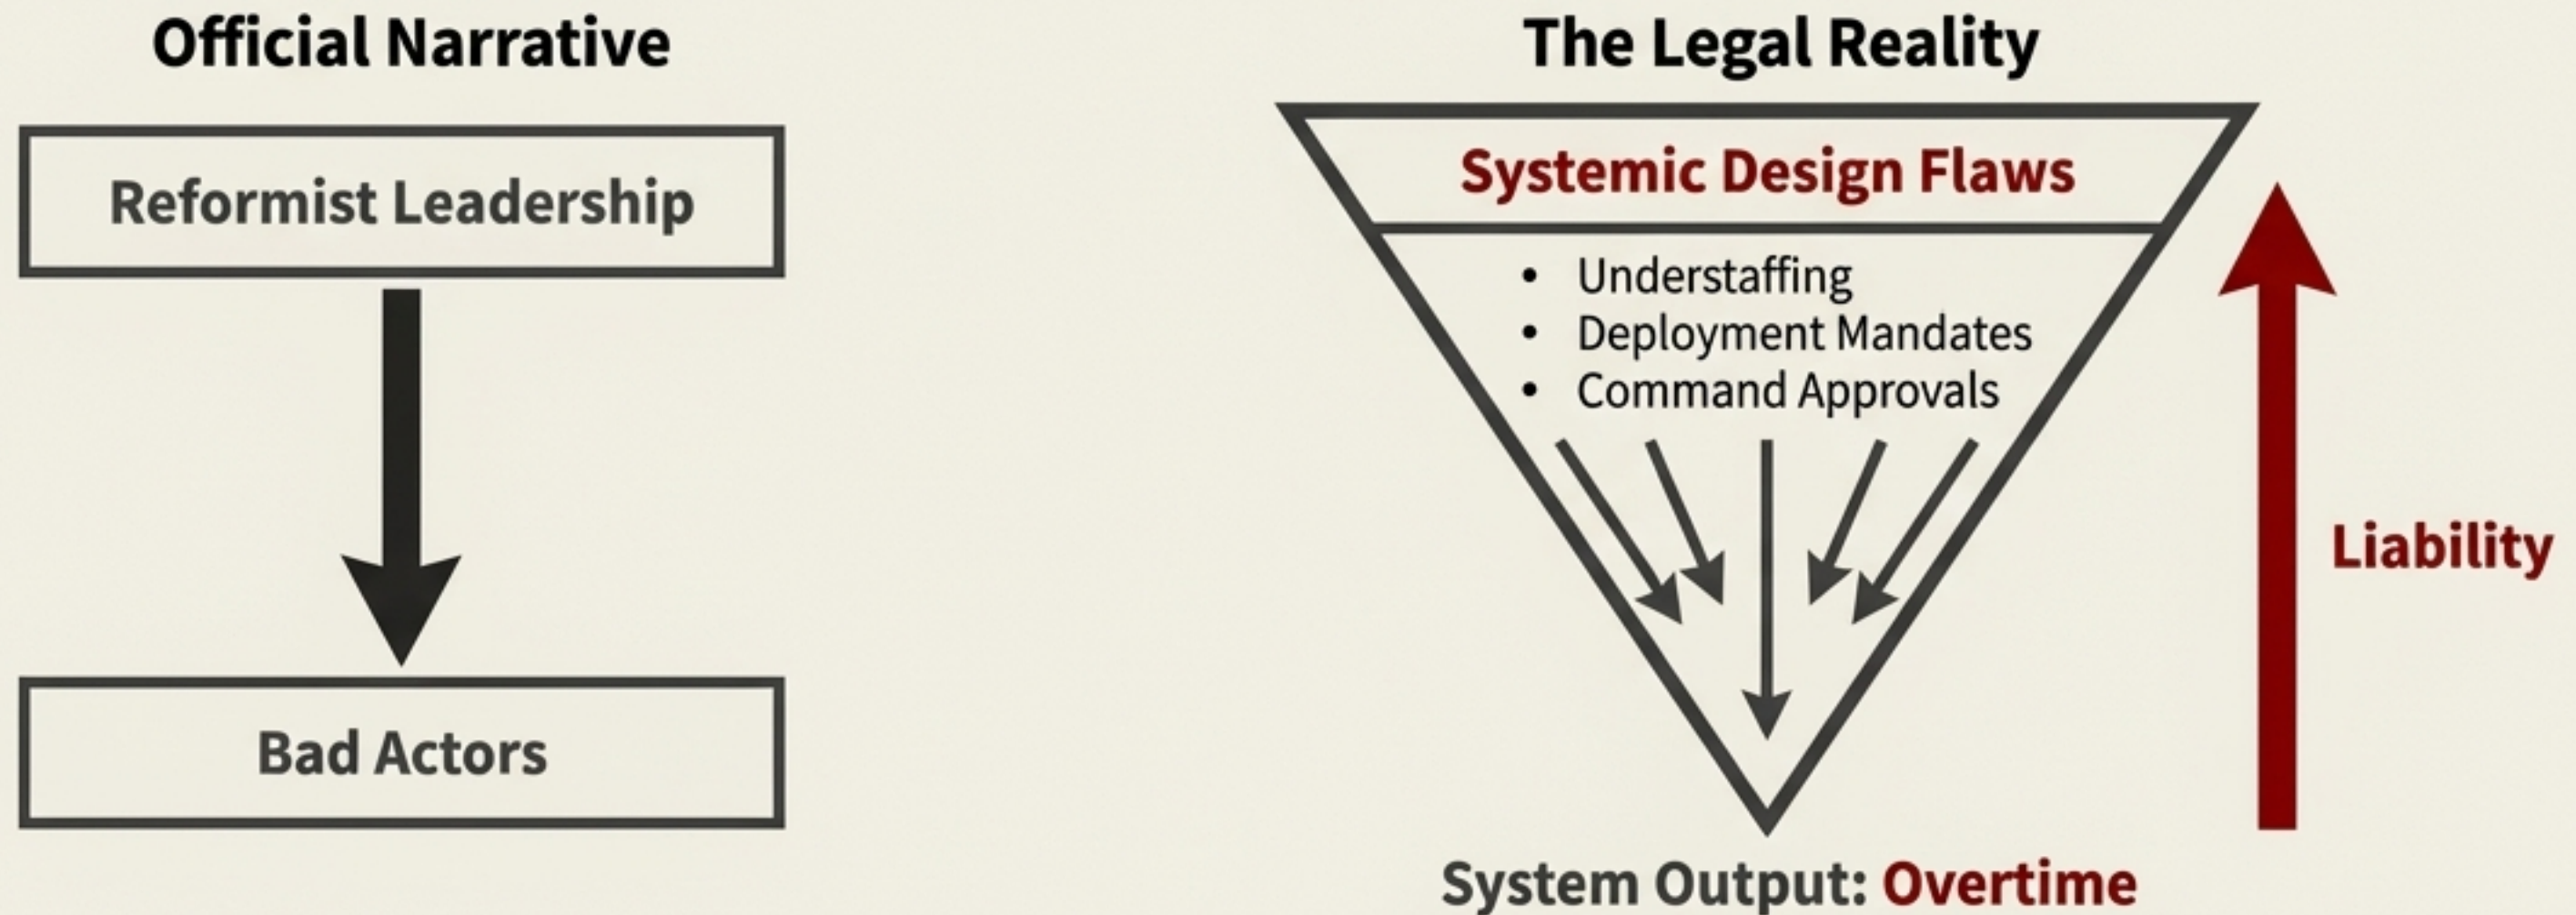 Official Narrative
Reformist Leadership
Bad Actors
The Legal Reality
Systemic Design Flaws
• Understaffing
• Deployment Mandates
• Command Approvals
Liability
System Output: Overtime